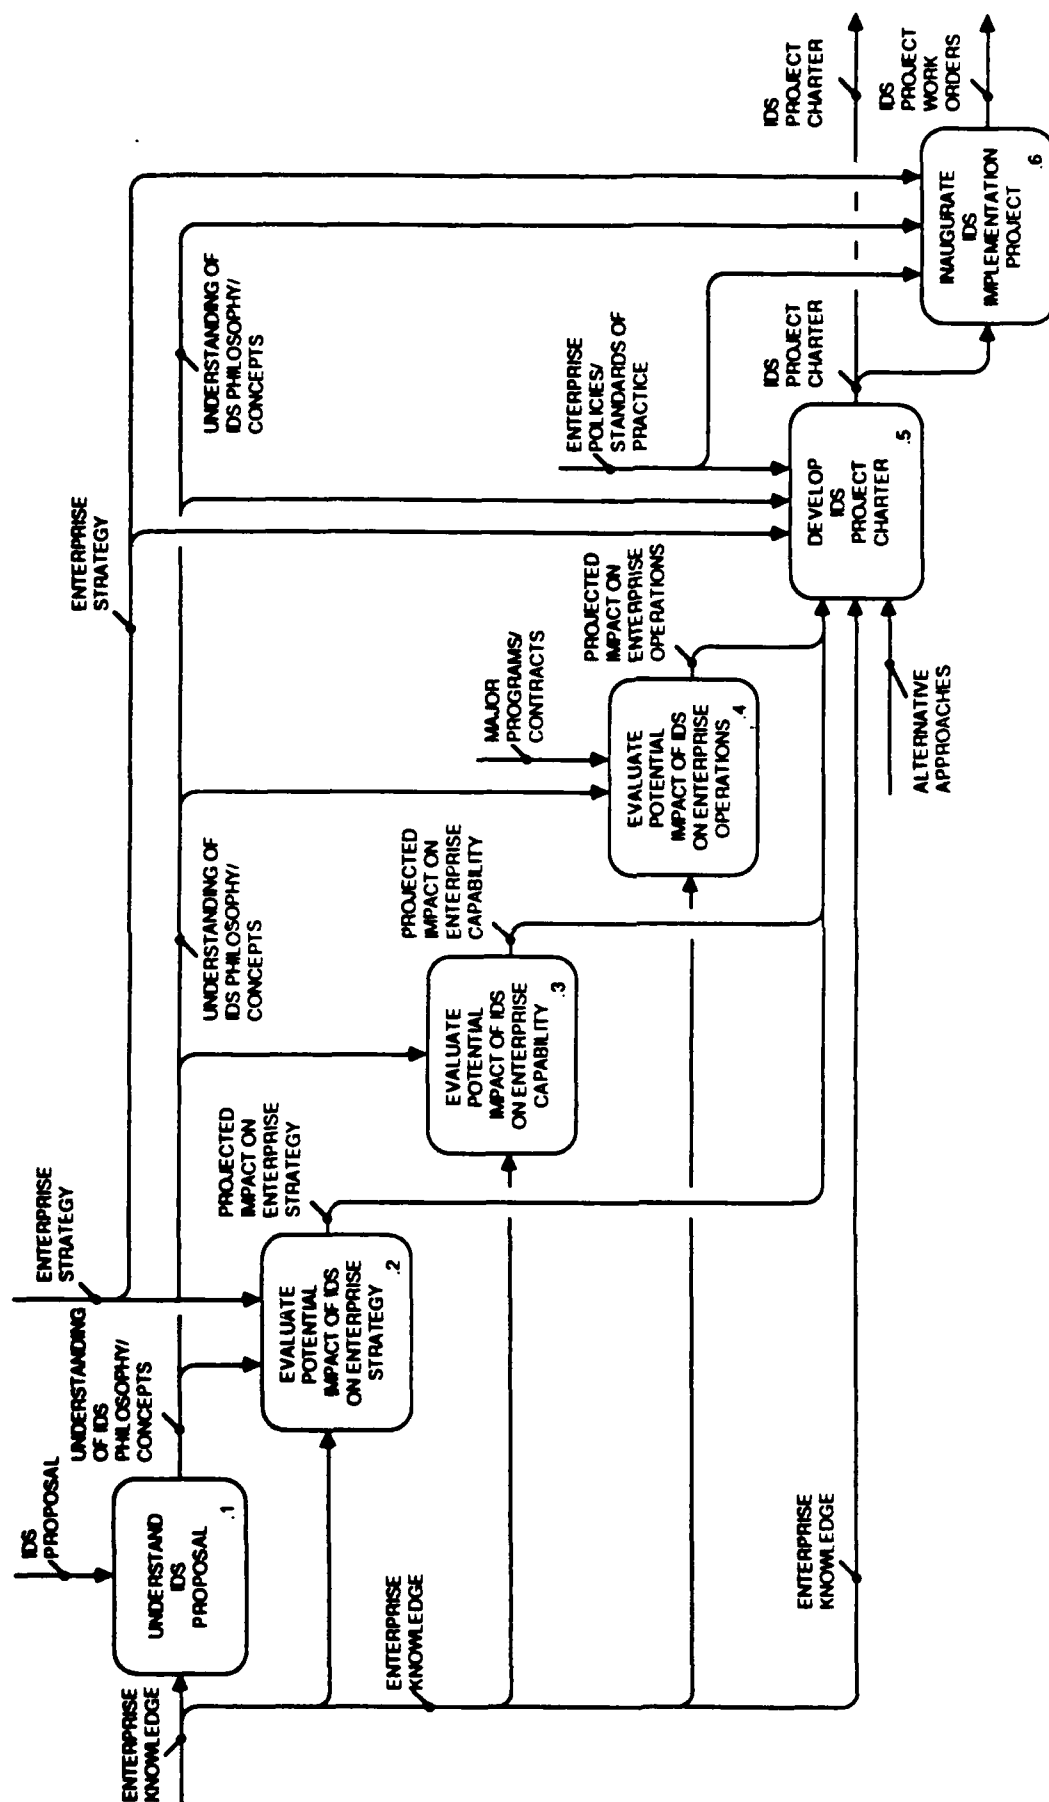 ENTERPRISE
KNOWLEDGE
IDS
PROPOSAL
UNDERSTAND
IDS
PROPOSAL
.1
UNDERSTANDING
OF IDS
PHILOSOPHY/
CONCEPTS
ENTERPRISE
STRATEGY
ENTERPRISE
STRATEGY
EVALUATE
POTENTIAL
IMPACT OF IDS
ON ENTERPRISE
STRATEGY
.2
PROJECTED
IMPACT ON
ENTERPRISE
STRATEGY
ENTERPRISE
KNOWLEDGE
UNDERSTANDING OF
IDS PHILOSOPHY/
CONCEPTS
EVALUATE
POTENTIAL
IMPACT OF IDS
ON ENTERPRISE
CAPABILITY
.3
PROJECTED
IMPACT ON
ENTERPRISE
CAPABILITY
MAJOR
PROGRAMS/
CONTRACTS
EVALUATE
POTENTIAL
IMPACT OF IDS
ON ENTERPRISE
OPERATIONS
.4
PROJECTED
IMPACT ON
ENTERPRISE
OPERATIONS
UNDERSTANDING OF
IDS PHILOSOPHY/
CONCEPTS
ENTERPRISE
POLICIES/
STANDARDS OF
PRACTICE
ENTERPRISE
KNOWLEDGE
ALTERNATIVE
APPROACHES
DEVELOP
IDS
PROJECT
CHARTER
.5
IDS
PROJECT
CHARTER
IDS
PROJECT
CHARTER
INAUGURATE
IDS
IMPLEMENTATION
PROJECT
.6
IDS
PROJECT
WORK
ORDERS